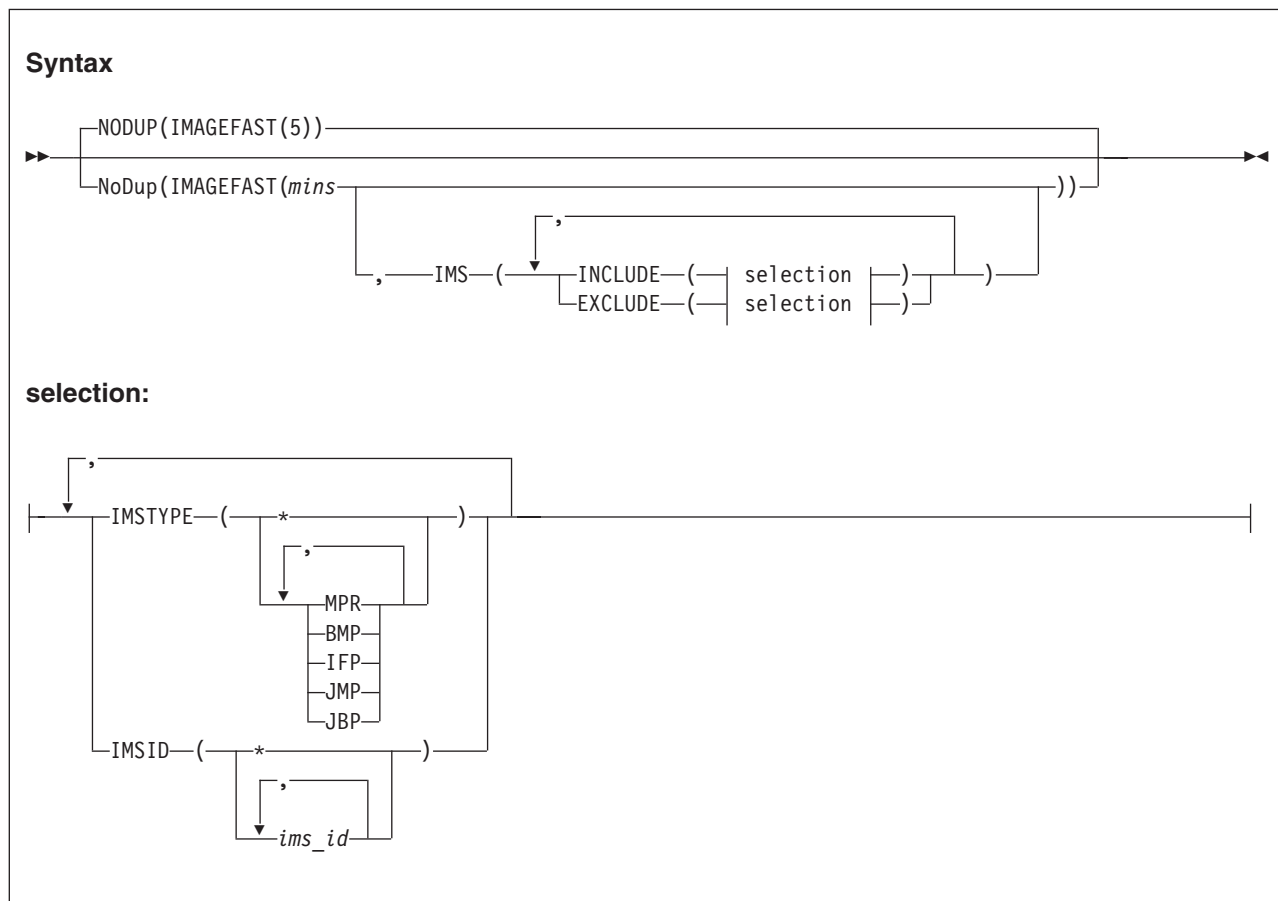 Syntax
NODUP(IMAGEFAST(5))
NoDup(IMAGEFAST(mins ))
,
, IMS ( INCLUDE ( selection ) )
EXCLUDE ( selection )
selection:
,
IMSTYPE ( * )
,
MPR
BMP
IFP
JMP
JBP
IMSID ( * )
,
ims_id